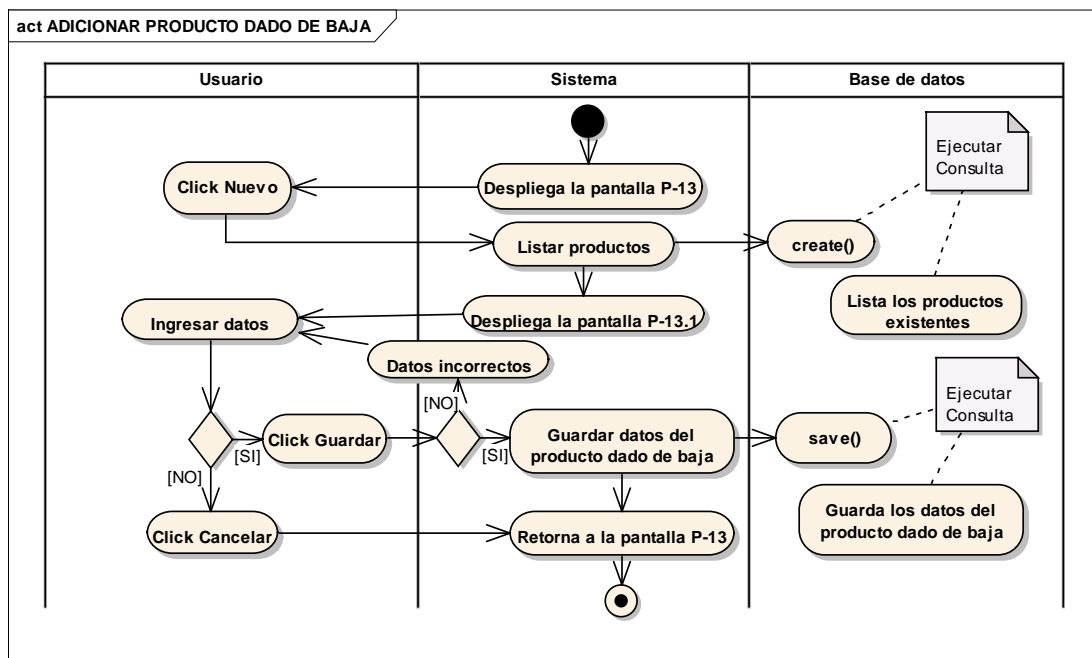 act ADICIONAR PRODUCTO DADO DE BAJA
Usuario
Sistema
Base de datos
Ejecutar
Consulta
Click Nuevo
Despliega la pantalla P-13
Listar productos
create()
Lista los productos
existentes
Ingresar datos
Despliega la pantalla P-13.1
Datos incorrectos
Ejecutar
Consulta
[NO]
Click Guardar
[SI]
Guardar datos del
producto dado de baja
[SI]
save()
[NO]
Guarda los datos del
producto dado de baja
Click Cancelar
Retorna a la pantalla P-13